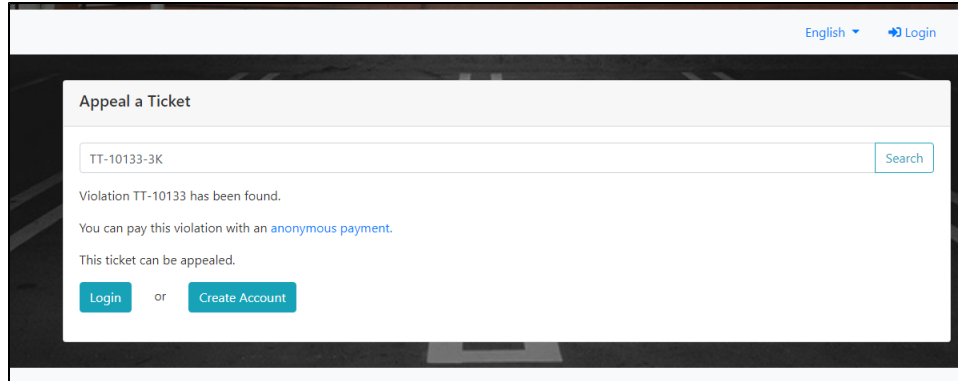 English Login
Appeal a Ticket
TT-10133-3K Search
Violation TT-10133 has been found.
You can pay this violation with an anonymous payment.
This ticket can be appealed.
Login or Create Account